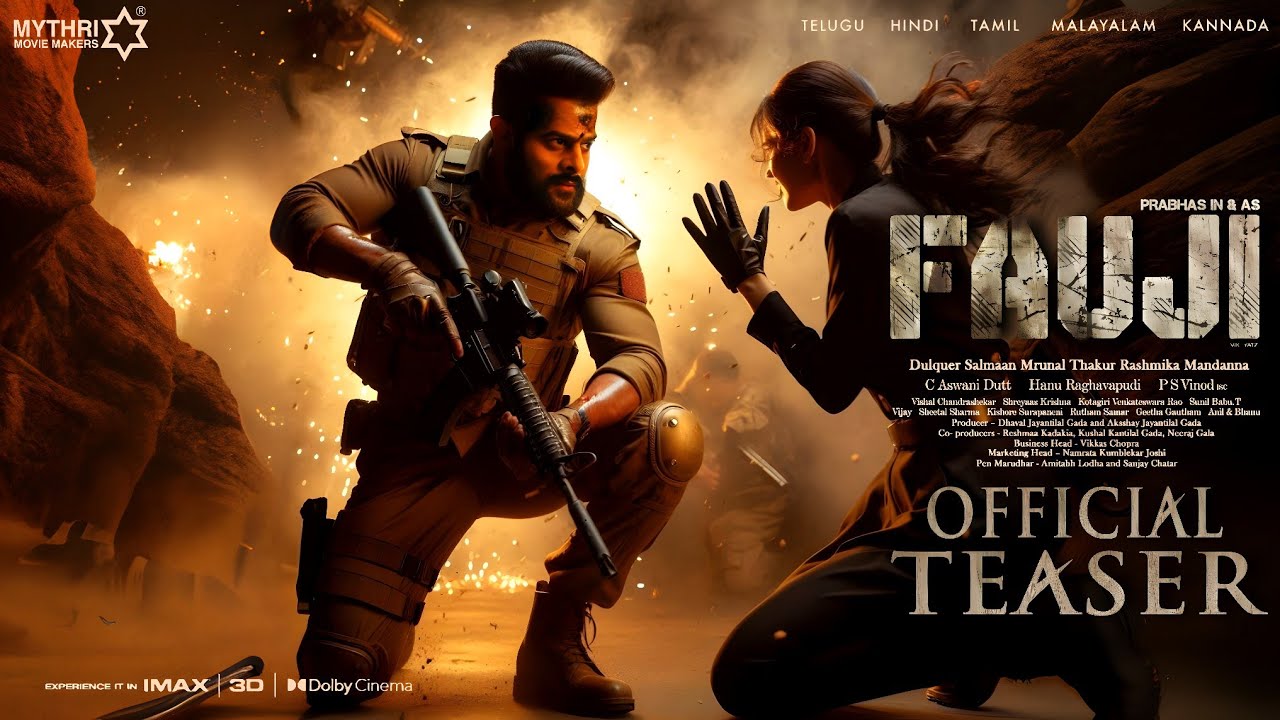 MYTHRI
MOVIE MAKERS ®
TELUGU HINDI TAMIL MALAYALAM KANNADA
PRABHAS IN & AS
FAUJI
Dulquer Salmaan Mrunal Thakur Rashmika Mandanna
C Aswani Dutt Hanu Raghavapudi P S Vinod ISC
Vishal Chandrashekar Shreyaas Krishna Kotagiri Venkateswara Rao Sunil Babu.T
Vijay Sheetal Sharma Kishore Surapaneni Rutham Samar Geetha Gautham Anil & Bhanu
Producer - Dhaval Jayantilal Gada and Akshay Jayantilal Gada
Co- producers - Reshmaa Kadakia, Kushal Kantilal Gada, Neeraj Gala
Business Head - Vikkas Chopra
Marketing Head - Namrata Kumblekar Joshi
Pen Marudhar - Amitabh Lodha and Sanjay Chatar
OFFICIAL
TEASER
EXPERIENCE IT IN IMAX | 3D | Dolby Cinema